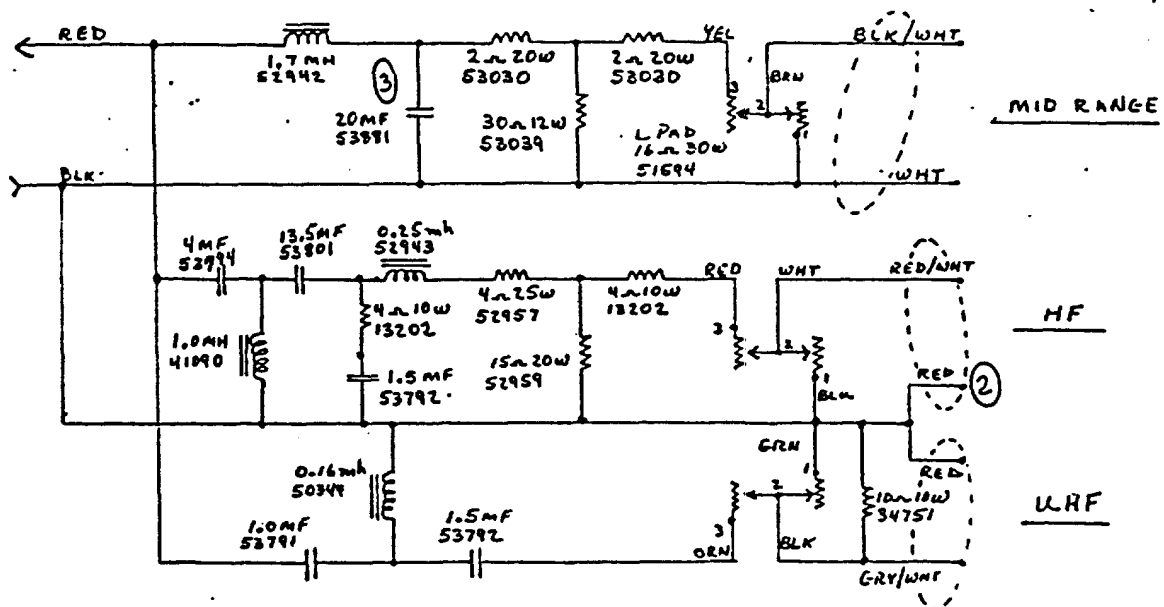 RED
1.7 MH
52942
3
20MF
53881
2Ω 20W
53030
2Ω 20W
53030
30Ω 12W
53039
YEL
3
BRN
2
1
L PAD
16Ω 30W
51694
BLK/WHT
MID RANGE
BLK
WHT
4MF
53794
13.5MF
53801
0.25mh
52943
4Ω 25W
52957
4Ω 10W
13202
RED
WHT
RED/WHT
HF
1.0MH
41090
4Ω 10W
13202
1.5MF
53792
15Ω 20W
52959
3
2
1
BLK
RED
2
GRN
0.16mh
50344
1.0MF
53791
1.5MF
53792
1
2
3
ORN
BLK
10Ω 10W
34751
RED
UHF
GRY/WHT